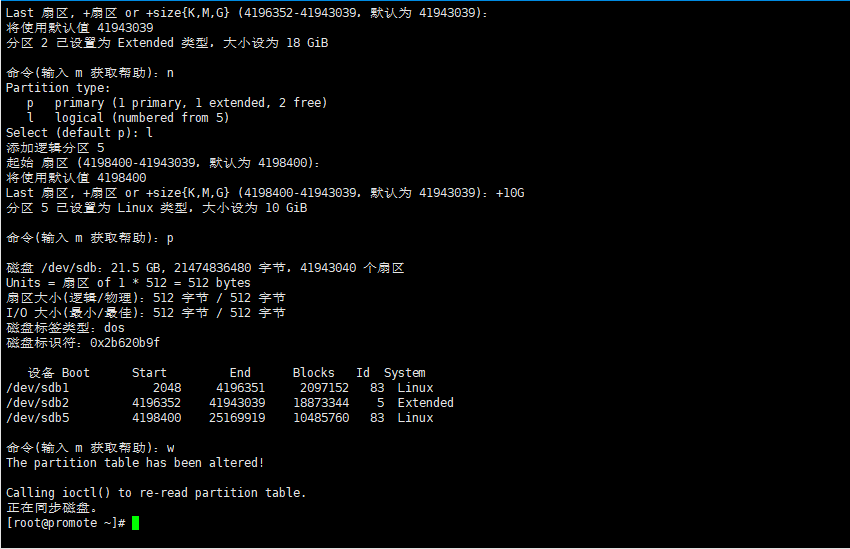 Last 扇区, +扇区 or +size{K,M,G} (4196352-41943039，默认为 41943039)：
将使用默认值 41943039
分区 2 已设置为 Extended 类型，大小设为 18 GiB
命令(输入 m 获取帮助)：n
Partition type:
p   primary (1 primary, 1 extended, 2 free)
l   logical (numbered from 5)
Select (default p): l
添加逻辑分区 5
起始 扇区 (4198400-41943039，默认为 4198400)：
将使用默认值 4198400
Last 扇区, +扇区 or +size{K,M,G} (4198400-41943039，默认为 41943039)：+10G
分区 5 已设置为 Linux 类型，大小设为 10 GiB
命令(输入 m 获取帮助)：p
磁盘 /dev/sdb：21.5 GB, 21474836480 字节，41943040 个扇区
Units = 扇区 of 1 * 512 = 512 bytes
扇区大小(逻辑/物理)：512 字节 / 512 字节
I/O 大小(最小/最佳)：512 字节 / 512 字节
磁盘标签类型：dos
磁盘标识符：0x2b620b9f
设备 Boot      Start         End      Blocks   Id  System
/dev/sdb1            2048     4196351     2097152   83  Linux
/dev/sdb2         4196352    41943039    18873344    5  Extended
/dev/sdb5         4198400    25169919    10485760   83  Linux
命令(输入 m 获取帮助)：w
The partition table has been altered!
Calling ioctl() to re-read partition table.
正在同步磁盘。
[root@promote ~]#